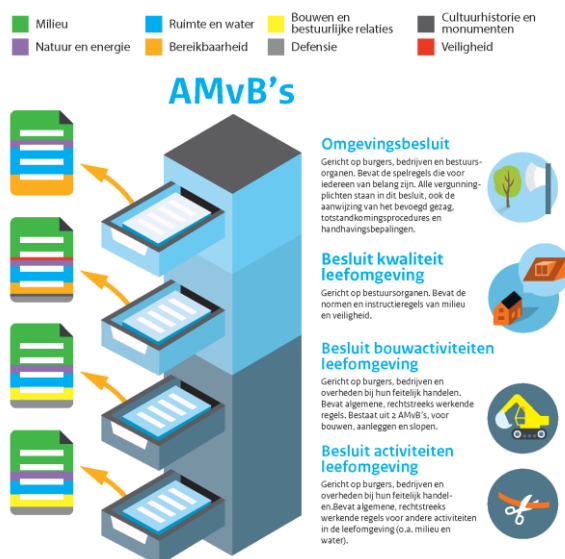 Milieu
Ruimte en water
Bouwen en
bestuurlijke relaties
Cultuurhistorie en
monumenten
Natuur en energie
Bereikbaarheid
Defensie
Veiligheid
AMvB's
Omgevingsbesluit
Gericht op burgers, bedrijven en bestuurs-
organen. Bevat de spelregels die voor
iedereen van belang zijn. Alle vergunning-
plichten staan in dit besluit, ook de
aanwijzing van het bevoegd gezag,
totstandkomingsprocedures en
handhavingsbepalingen.
Besluit kwaliteit
leefomgeving
Gericht op bestuursorganen. Bevat de
normen en instructieregels van milieu
en veiligheid.
Besluit bouwactiviteiten
leefomgeving
Gericht op burgers, bedrijven en
overheden bij hun feitelijk handelen.
Bevat algemene, rechtstreeks werkende
regels. Bestaat uit 2 AMvB's, voor
bouwen, aanleggen en slopen.
Besluit activiteiten
leefomgeving
Gericht op burgers, bedrijven en
overheden bij hun feitelijk handel-
en.Bevat algemene, rechtstreeks
werkende regels voor andere activiteiten
in de leefomgeving (o.a. milieu en
water).